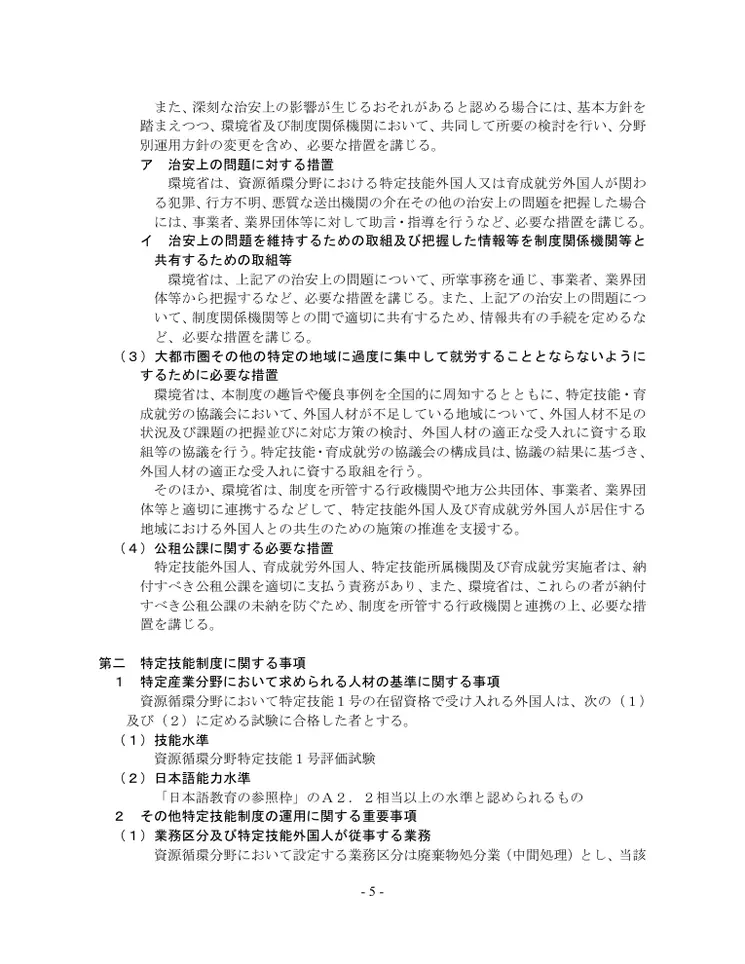 また、深刻な治安上の影響が生じるおそれがあると認める場合には、基本方針を
踏まえつつ、環境省及び制度関係機関において、共同して所要の検討を行い、分野
別運用方針の変更を含め、必要な措置を講じる。
ア 治安上の問題に対する措置
環境省は、資源循環分野における特定技能外国人又は育成就労外国人が関わ
る犯罪、行方不明、悪質な送出機関の介在その他の治安上の問題を把握した場合
には、事業者、業界団体等に対して助言・指導を行うなど、必要な措置を講じる。
イ 治安上の問題を維持するための取組及び把握した情報等を制度関係機関等と
共有するための取組等
環境省は、上記アの治安上の問題について、所掌事務を通じ、事業者、業界団
体等から把握するなど、必要な措置を講じる。また、上記アの治安上の問題につ
いて、制度関係機関等との間で適切に共有するため、情報共有の手続を定めるな
ど、必要な措置を講じる。
(3)大都市圏その他の特定の地域に過度に集中して就労することとならないように
するために必要な措置
環境省は、本制度の趣旨や優良事例を全国的に周知するとともに、特定技能・育
成就労の協議会において、外国人材が不足している地域について、外国人材不足の
状況及び課題の把握並びに対応方策の検討、外国人材の適正な受入れに資する取
組等の協議を行う。特定技能・育成就労の協議会の構成員は、協議の結果に基づき、
外国人材の適正な受入れに資する取組を行う。
そのほか、環境省は、制度を所管する行政機関や地方公共団体、事業者、業界団
体等と適切に連携するなどして、特定技能外国人及び育成就労外国人が居住する
地域における外国人との共生のための施策の推進を支援する。
(4)公租公課に関する必要な措置
特定技能外国人、育成就労外国人、特定技能所属機関及び育成就労実施者は、納
付すべき公租公課を適切に支払う責務があり、また、環境省は、これらの者が納付
すべき公租公課の未納を防ぐため、制度を所管する行政機関と連携の上、必要な措
置を講じる。
第二 特定技能制度に関する事項
1 特定産業分野において求められる人材の基準に関する事項
資源循環分野において特定技能1号の在留資格で受け入れる外国人は、次の(1)
及び(2)に定める試験に合格した者とする。
(1)技能水準
資源循環分野特定技能1号評価試験
(2)日本語能力水準
「日本語教育の参照枠」のA2.2相当以上の水準と認められるもの
2 その他特定技能制度の運用に関する重要事項
(1)業務区分及び特定技能外国人が従事する業務
資源循環分野において設定する業務区分は廃棄物処分業(中間処理)とし、当該
- 5 -